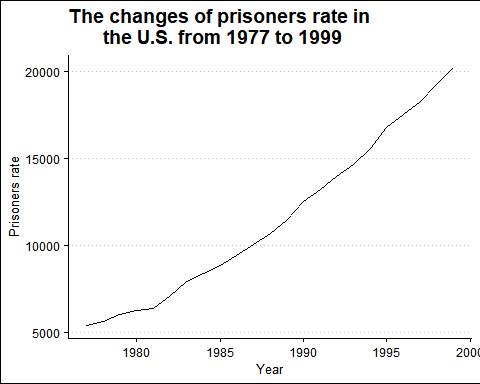 The changes of prisoners rate in
the U.S. from 1977 to 1999
20000
15000
10000
5000
Prisoners rate
1980 1985 1990 1995 2000
Year